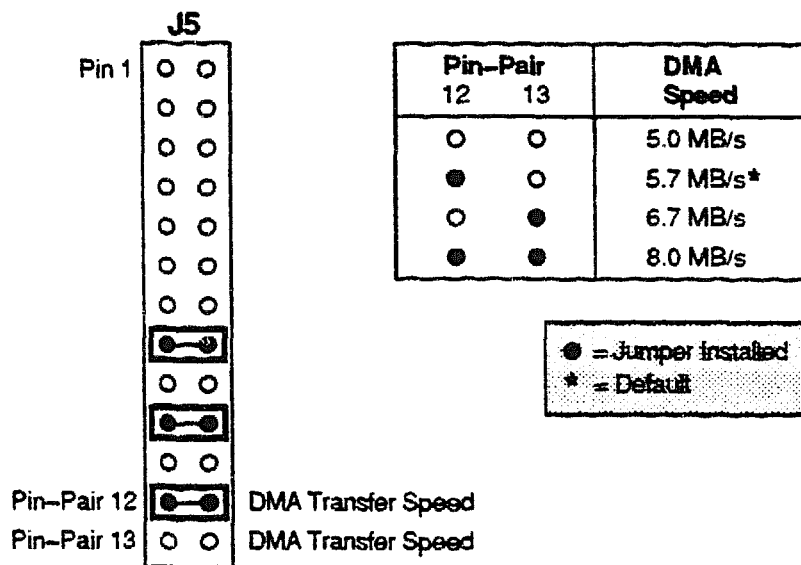 J5
Pin 1
Pin–Pair 12 DMA Transfer Speed
Pin–Pair 13 DMA Transfer Speed
Pin–Pair DMA
12 13 Speed
5.0 MB/s
5.7 MB/s*
6.7 MB/s
8.0 MB/s
● = Jumper Installed
* = Default